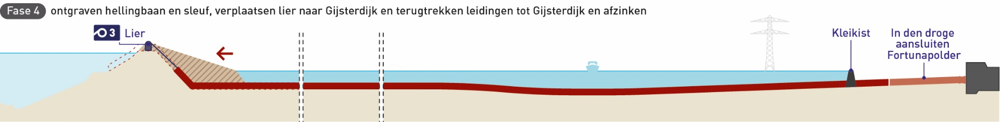 Fase 4 ontgraven hellingbaan en sleuf, verplaatsen lier naar Gijsterdijk en terugtrekken leidingen tot Gijsterdijk en afzinken
3 Lier
Kleikist
In den droge
aansluiten
Fortunapolder